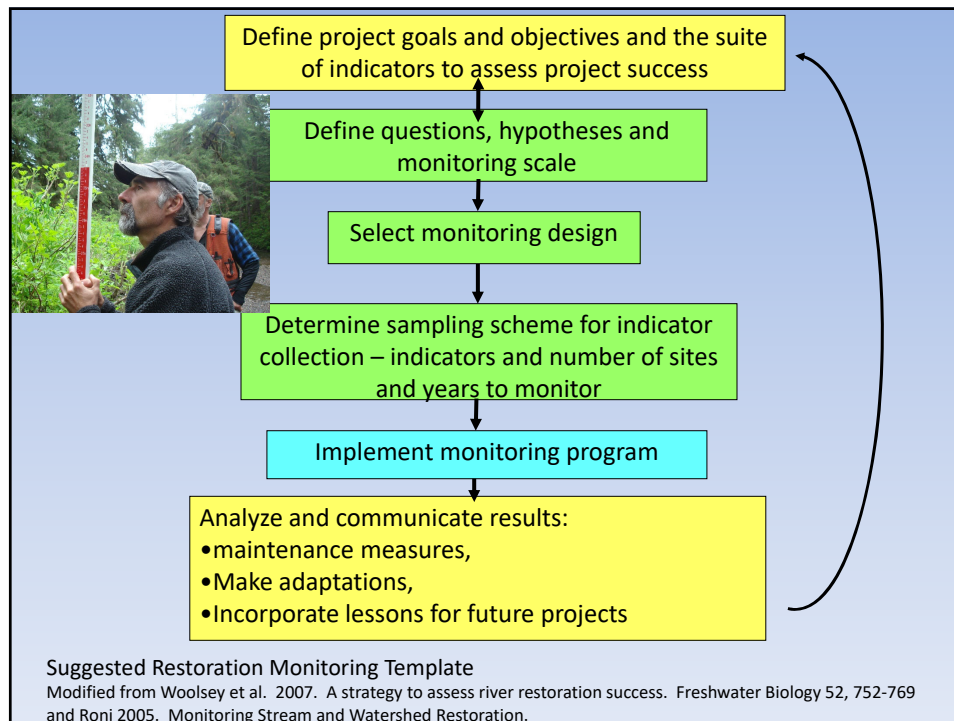 Define project goals and objectives and the suite
of indicators to assess project success
Define questions, hypotheses and
monitoring scale
Select monitoring design
Determine sampling scheme for indicator
collection – indicators and number of sites
and years to monitor
Implement monitoring program
Analyze and communicate results:
•maintenance measures,
•Make adaptations,
•Incorporate lessons for future projects
Suggested Restoration Monitoring Template
Modified from Woolsey et al.  2007.  A strategy to assess river restoration success.  Freshwater Biology 52, 752-769
and Roni 2005.  Monitoring Stream and Watershed Restoration.